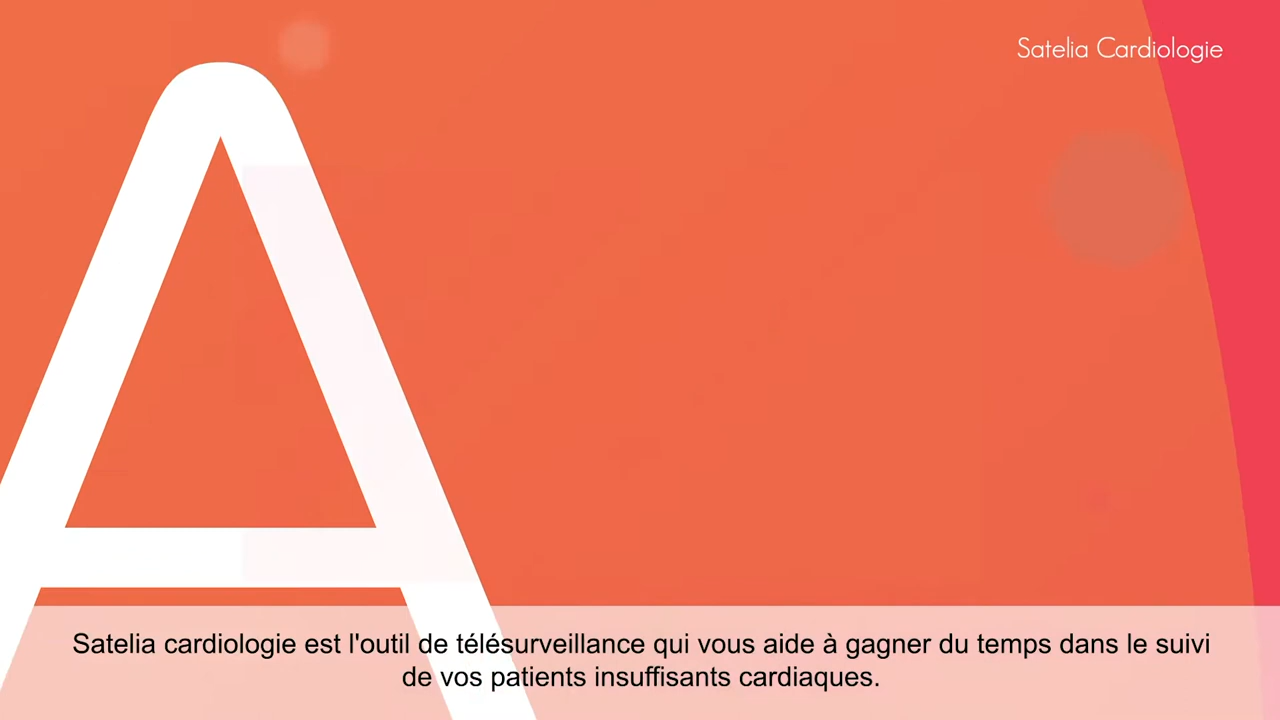 Satelia Cardiologie
A
Satelia cardiologie est l'outil de télésurveillance qui vous aide à gagner du temps dans le suivi
de vos patients insuffisants cardiaques.